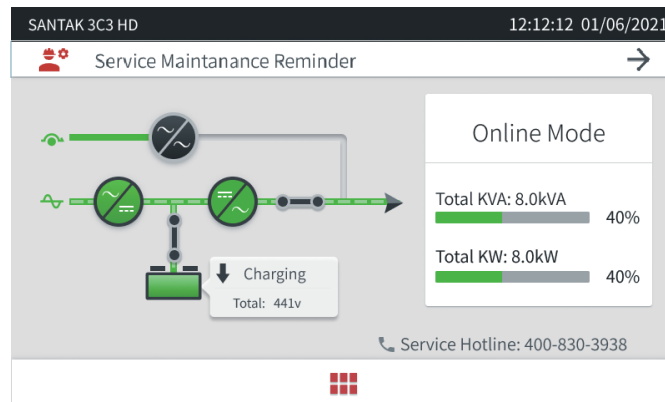 SANTAK 3C3 HD
12:12:12 01/06/2021
Service Maintanance Reminder
Online Mode
Total KVA: 8.0kVA
40%
Total KW: 8.0kW
40%
Charging
Total: 441v
Service Hotline: 400-830-3938